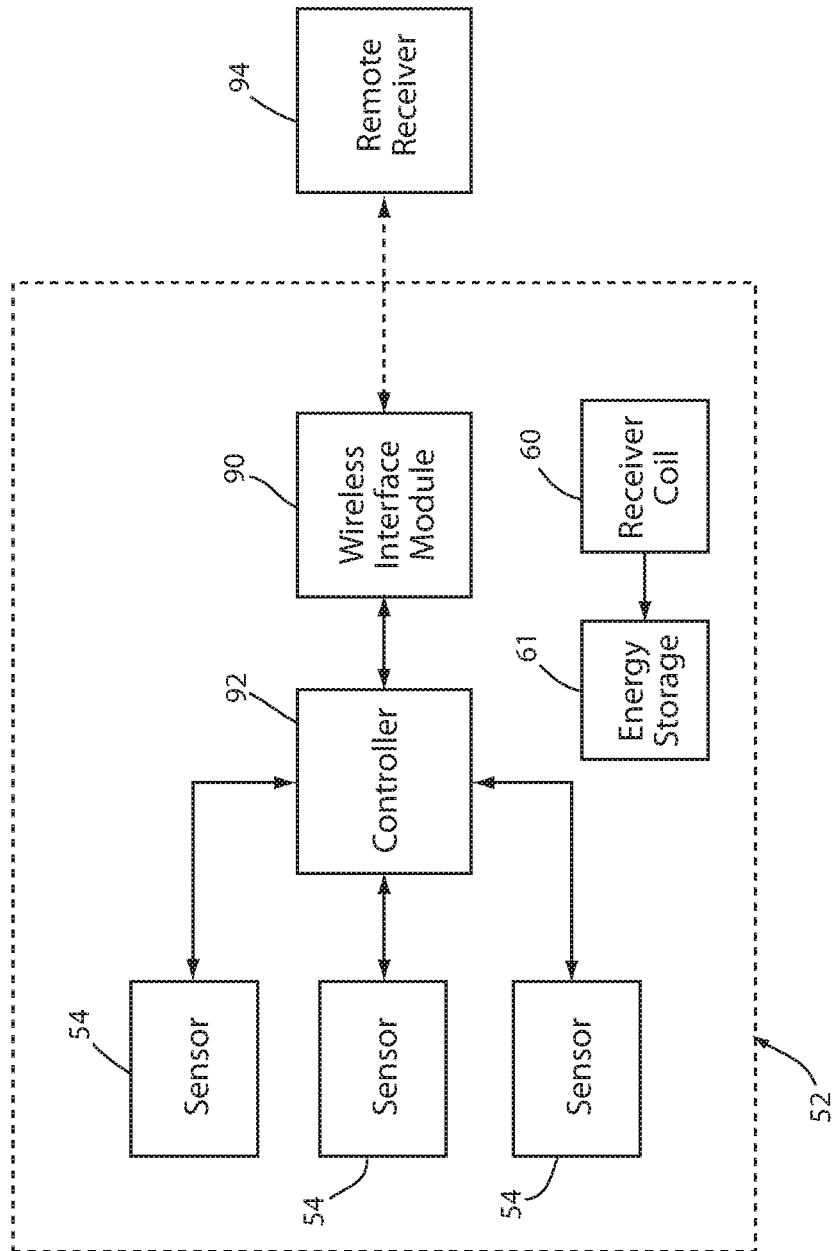 54
Sensor
54
Sensor
54
Sensor
92
Controller
90
Wireless
Interface
Module
61
Energy
Storage
60
Receiver
Coil
52
94
Remote
Receiver